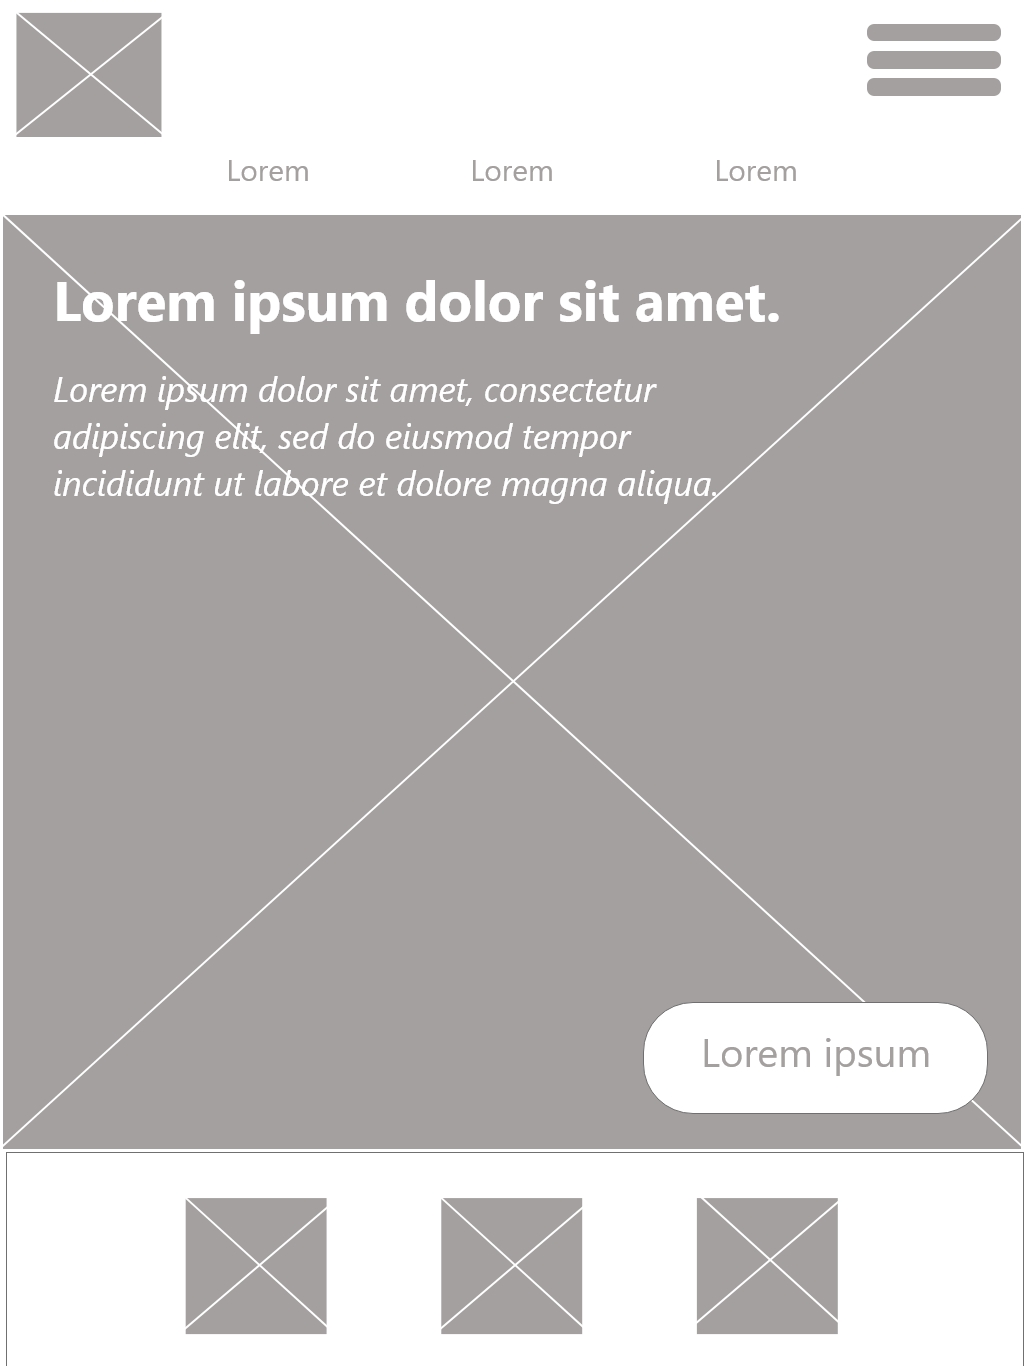 Lorem Lorem Lorem
Lorem ipsum dolor sit amet.
Lorem ipsum dolor sit amet, consectetur
adipiscing elit, sed do eiusmod tempor
incididunt ut labore et dolore magna aliqua.
Lorem ipsum